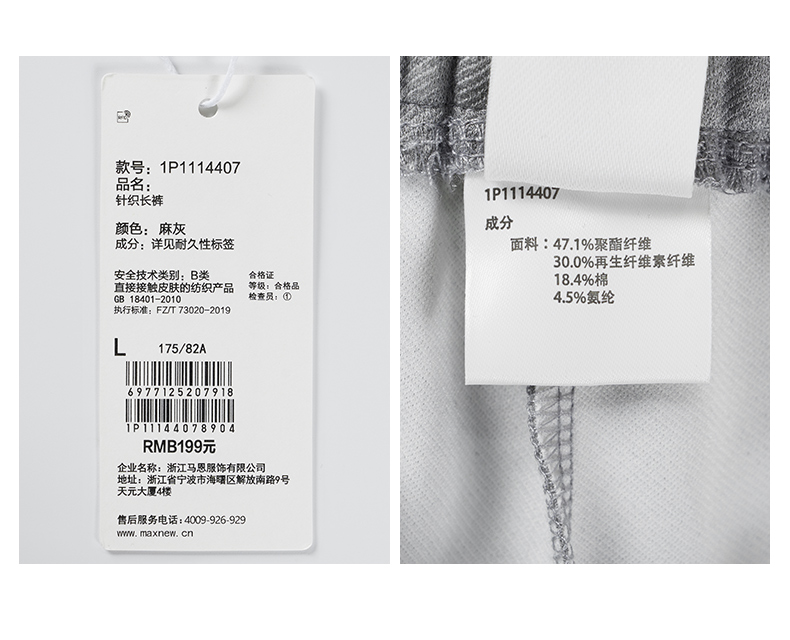 款号：1P1114407
品名：
针织长裤
颜色：麻灰
成分：详见耐久性标签
安全技术类别：B类
直接接触皮肤的纺织产品
GB 18401-2010
执行标准：FZ/T 73020-2019
合格证
等级：合格品
检查员：①
L 175/82A
6977125207918
1P11144078904
RMB199元
企业名称：浙江马恩服饰有限公司
地址：浙江省宁波市海曙区解放南路9号
天元大厦4楼
售后服务电话：4009-926-929
www.maxnew.cn
1P1114407
成分
面料：47.1%聚酯纤维
30.0%再生纤维素纤维
18.4%棉
4.5%氨纶